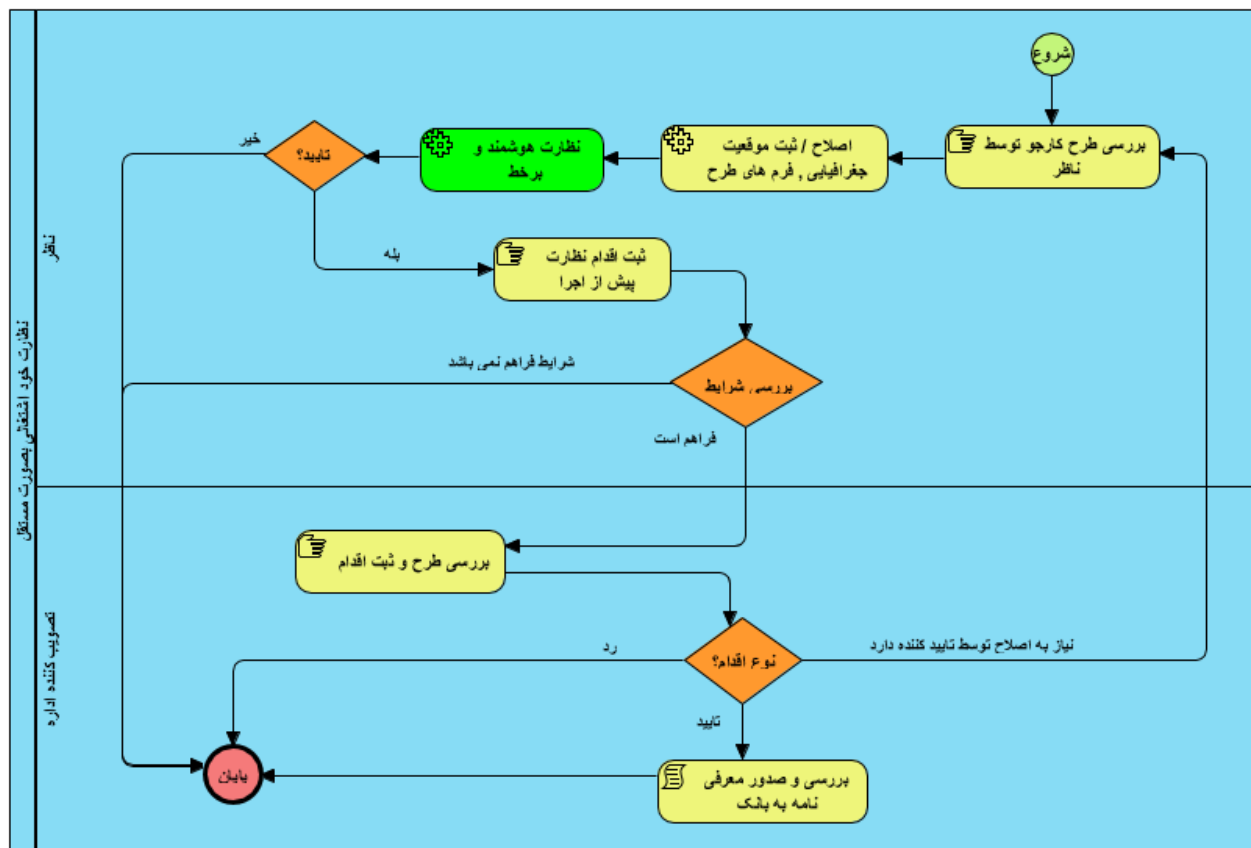 شروع
بررسی طرح کارجو توسط
ناظر
اصلاح / ثبت موقعیت
جغرافیایی , فرم های طرح
نظارت هوشمند و
برخط
تایید؟
خیر
بله
ثبت اقدام نظارت
پیش از اجرا
بررسی شرایط
شرایط فراهم نمی باشد
فراهم است
ناظر
نظارت خود اشتغالی بصورت مستقل
بررسی طرح و ثبت اقدام
نوع اقدام؟
نیاز به اصلاح توسط تایید کننده دارد
رد
تایید
بررسی و صدور معرفی
نامه به بانک
پایان
تصویب کننده اداره